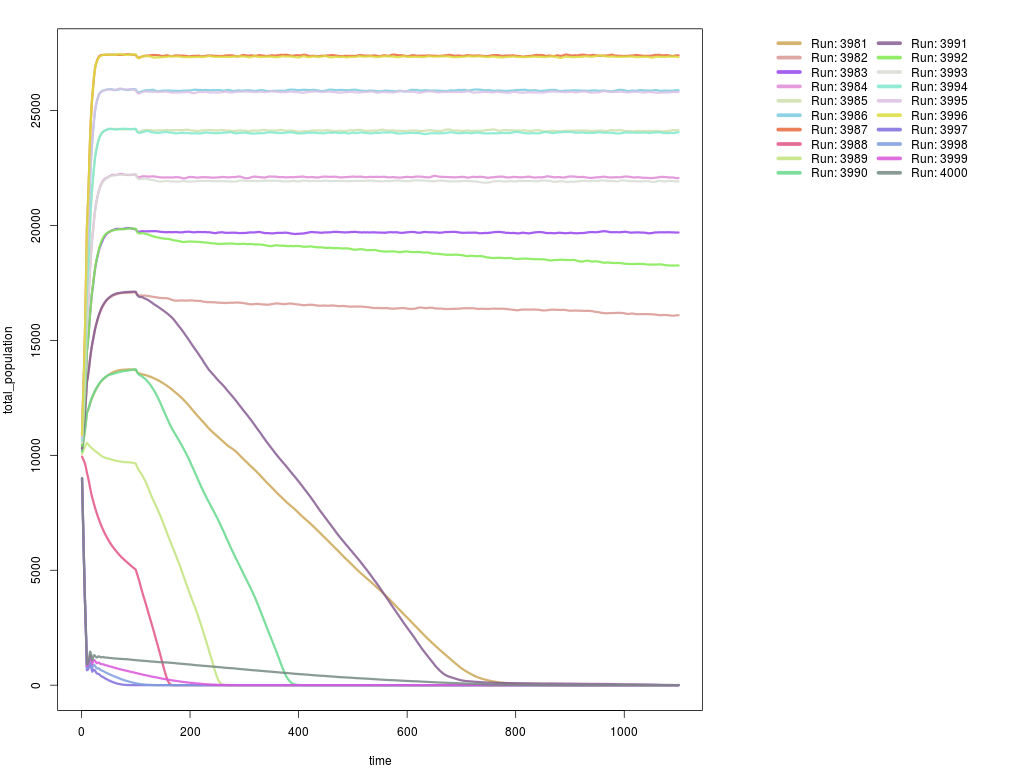 total_population
25000
20000
15000
10000
5000
0
0 200 400 600 800 1000
time
Run: 3981 Run: 3991
Run: 3982 Run: 3992
Run: 3983 Run: 3993
Run: 3984 Run: 3994
Run: 3985 Run: 3995
Run: 3986 Run: 3996
Run: 3987 Run: 3997
Run: 3988 Run: 3998
Run: 3989 Run: 3999
Run: 3990 Run: 4000